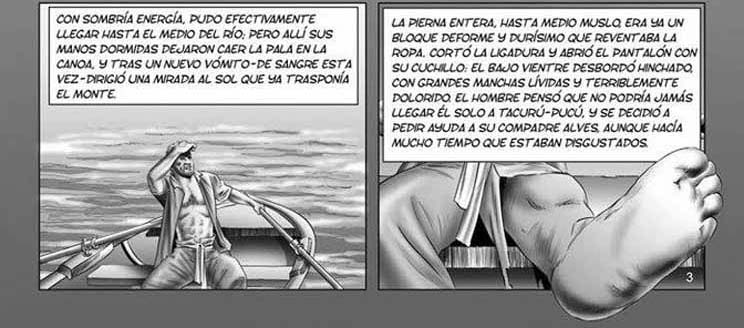 CON SOMBRÍA ENERGÍA, PUDO EFECTIVAMENTE
LLEGAR HASTA EL MEDIO DEL RÍO; PERO ALLÍ SUS
MANOS DORMIDAS DEJARON CAER LA PALA EN LA
CANOA, Y TRAS UN NUEVO VÓMITO-DE SANGRE ESTA
VEZ-DIRIGIÓ UNA MIRADA AL SOL QUE YA TRASPONÍA
EL MONTE.
LA PIERNA ENTERA, HASTA MEDIO MUSLO, ERA YA UN
BLOQUE DEFORME Y DURÍSIMO QUE REVENTABA LA
ROPA. CORTÓ LA LIGADURA Y ABRIÓ EL PANTALÓN CON
SU CUCHILLO: EL BAJO VIENTRE DESBORDÓ HINCHADO,
CON GRANDES MANCHAS LÍVIDAS Y TERRIBLEMENTE
DOLORIDO. EL HOMBRE PENSÓ QUE NO PODRÍA JAMÁS
LLEGAR ÉL SOLO A TACURÚ-PUCÚ, Y SE DECIDIÓ A
PEDIR AYUDA A SU COMPADRE ALVES, AUNQUE HACÍA
MUCHO TIEMPO QUE ESTABAN DISGUSTADOS.
3